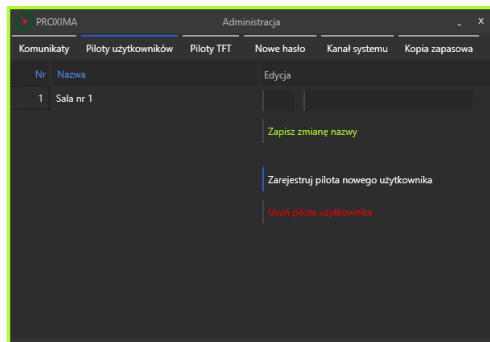 PROXIMA Administracja _ x
Komunikaty Piloty użytkowników Piloty TFT Nowe hasło Kanał systemu Kopia zapasowa
Nr Nazwa Edycja
1 Sala nr 1
Zapisz zmianę nazwy
Zarejestruj pilota nowego użytkownika
Usuń pilota użytkownika